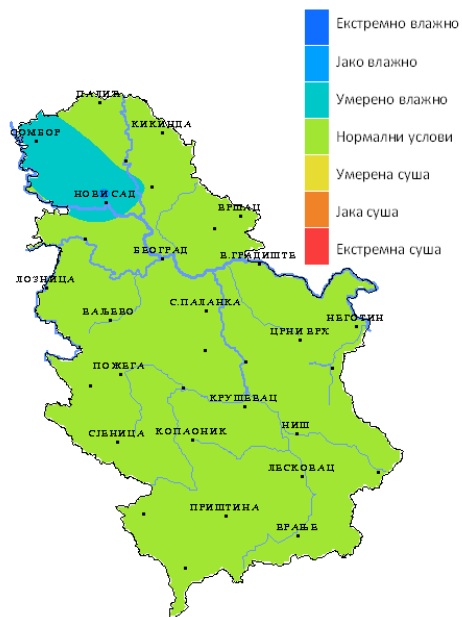 Екстремно влажно
Јако влажно
Умерено влажно
Нормални услови
Умерена суша
Јака суша
Екстремна суша
ПАЛИЋ
КИКИНДА
СОМБОР
НОВИ САД
ВРШАЦ
БЕОГРАД
В.ГРАДИШТЕ
ЛОЗНИЦА
С.ПАЛАНКА
ВАЉЕВО
НЕГОТИН
ЦРНИ ВРХ
ПОЖЕГА
КРУШЕВАЦ
СЈЕНИЦА
КОПАОНИК
НИШ
ЛЕСКОВАЦ
ПРИШТИНА
ВРАЊЕ